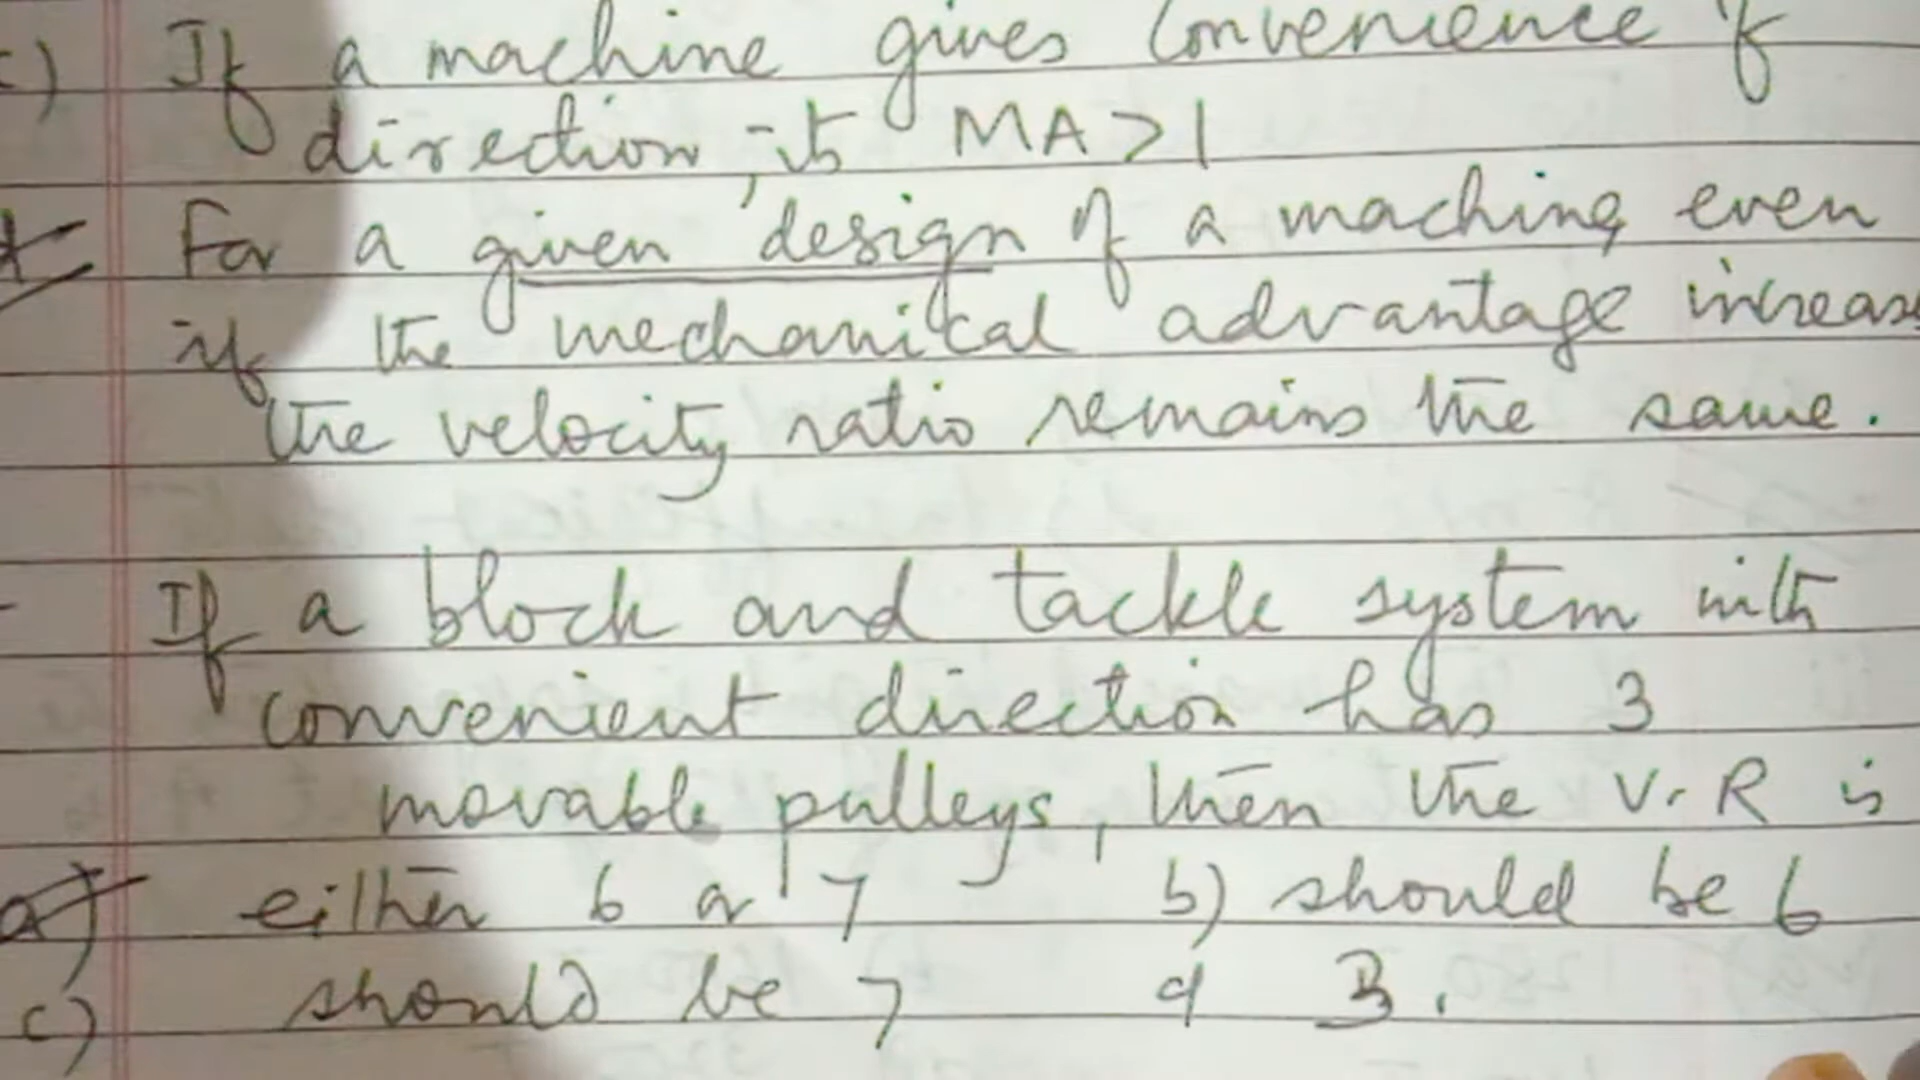 c) If a machine gives convenience of
direction, its MA > 1
d) For a given design of a machine, even
if the mechanical advantage increases
the velocity ratio remains the same.
If a block and tackle system with
convenient direction has 3
movable pulleys, then the V.R is
a) either 6 or 7 b) should be 6
c) should be 7 d 3.